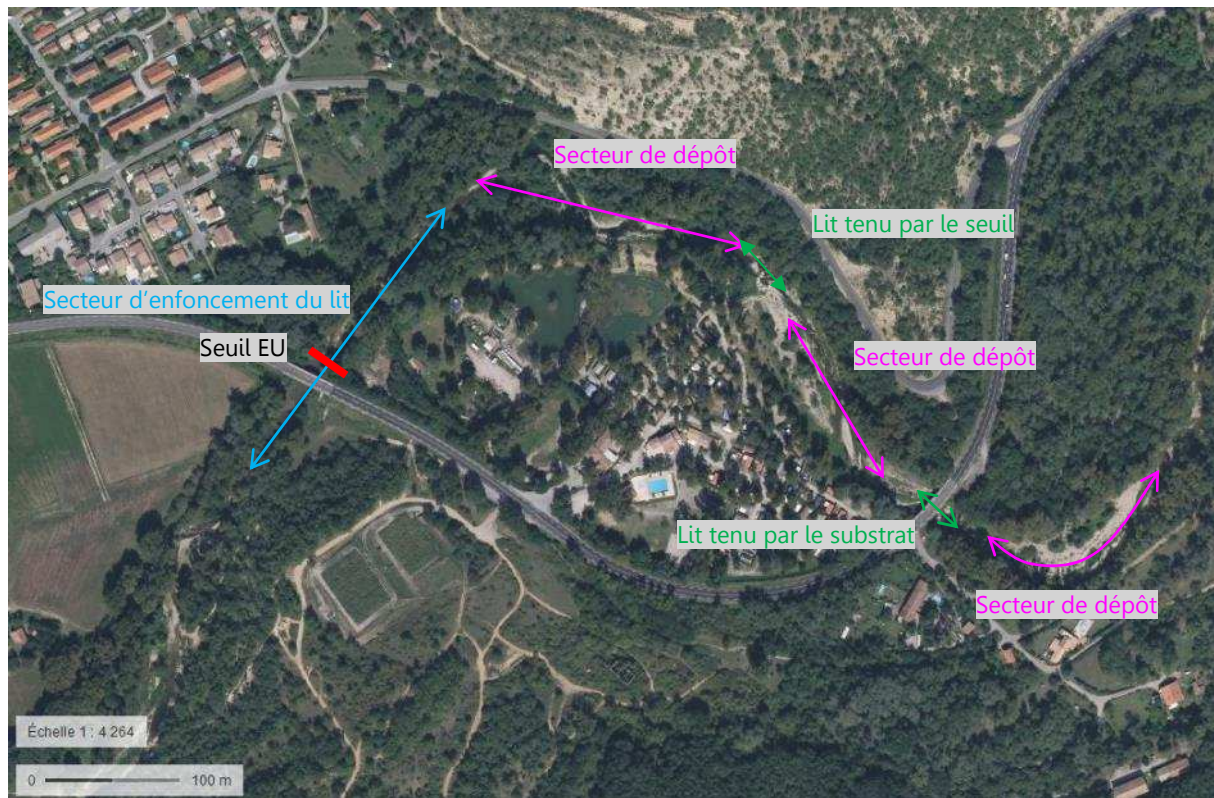 Secteur de dépôt
Lit tenu par le seuil
Secteur d’enfoncement du lit
Seuil EU
Secteur de dépôt
Lit tenu par le substrat
Secteur de dépôt
Échelle 1 : 4 264
0 100 m